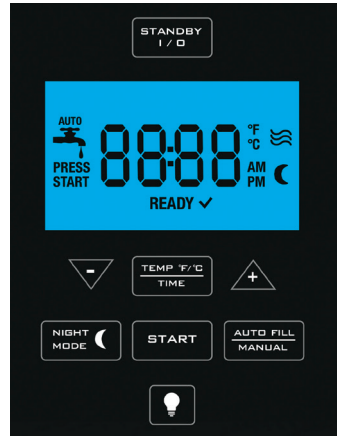 STANDBY
I / O
AUTO
88:88
°F
°C
PRESS
START
AM
PM
READY ✓
-
TEMP °F/°C
TIME
+
NIGHT
MODE
START
AUTO FILL
MANUAL